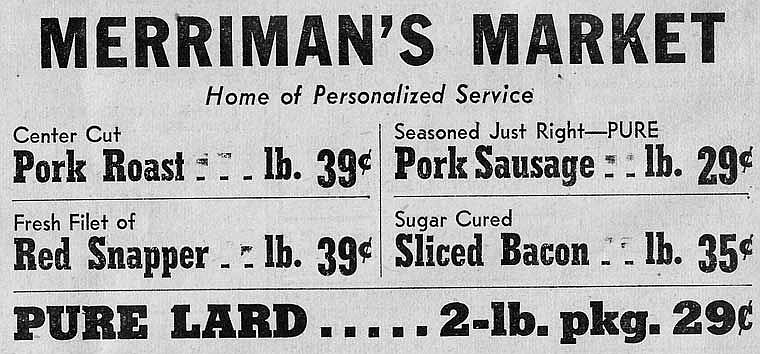 MERRIMAN'S MARKET
Home of Personalized Service
Center Cut
Pork Roast - - - lb. 39¢
Seasoned Just Right—PURE
Pork Sausage - - lb. 29¢
Fresh Filet of
Red Snapper - - lb. 39¢
Sugar Cured
Sliced Bacon - - lb. 35¢
PURE LARD ..... 2-lb. pkg. 29¢